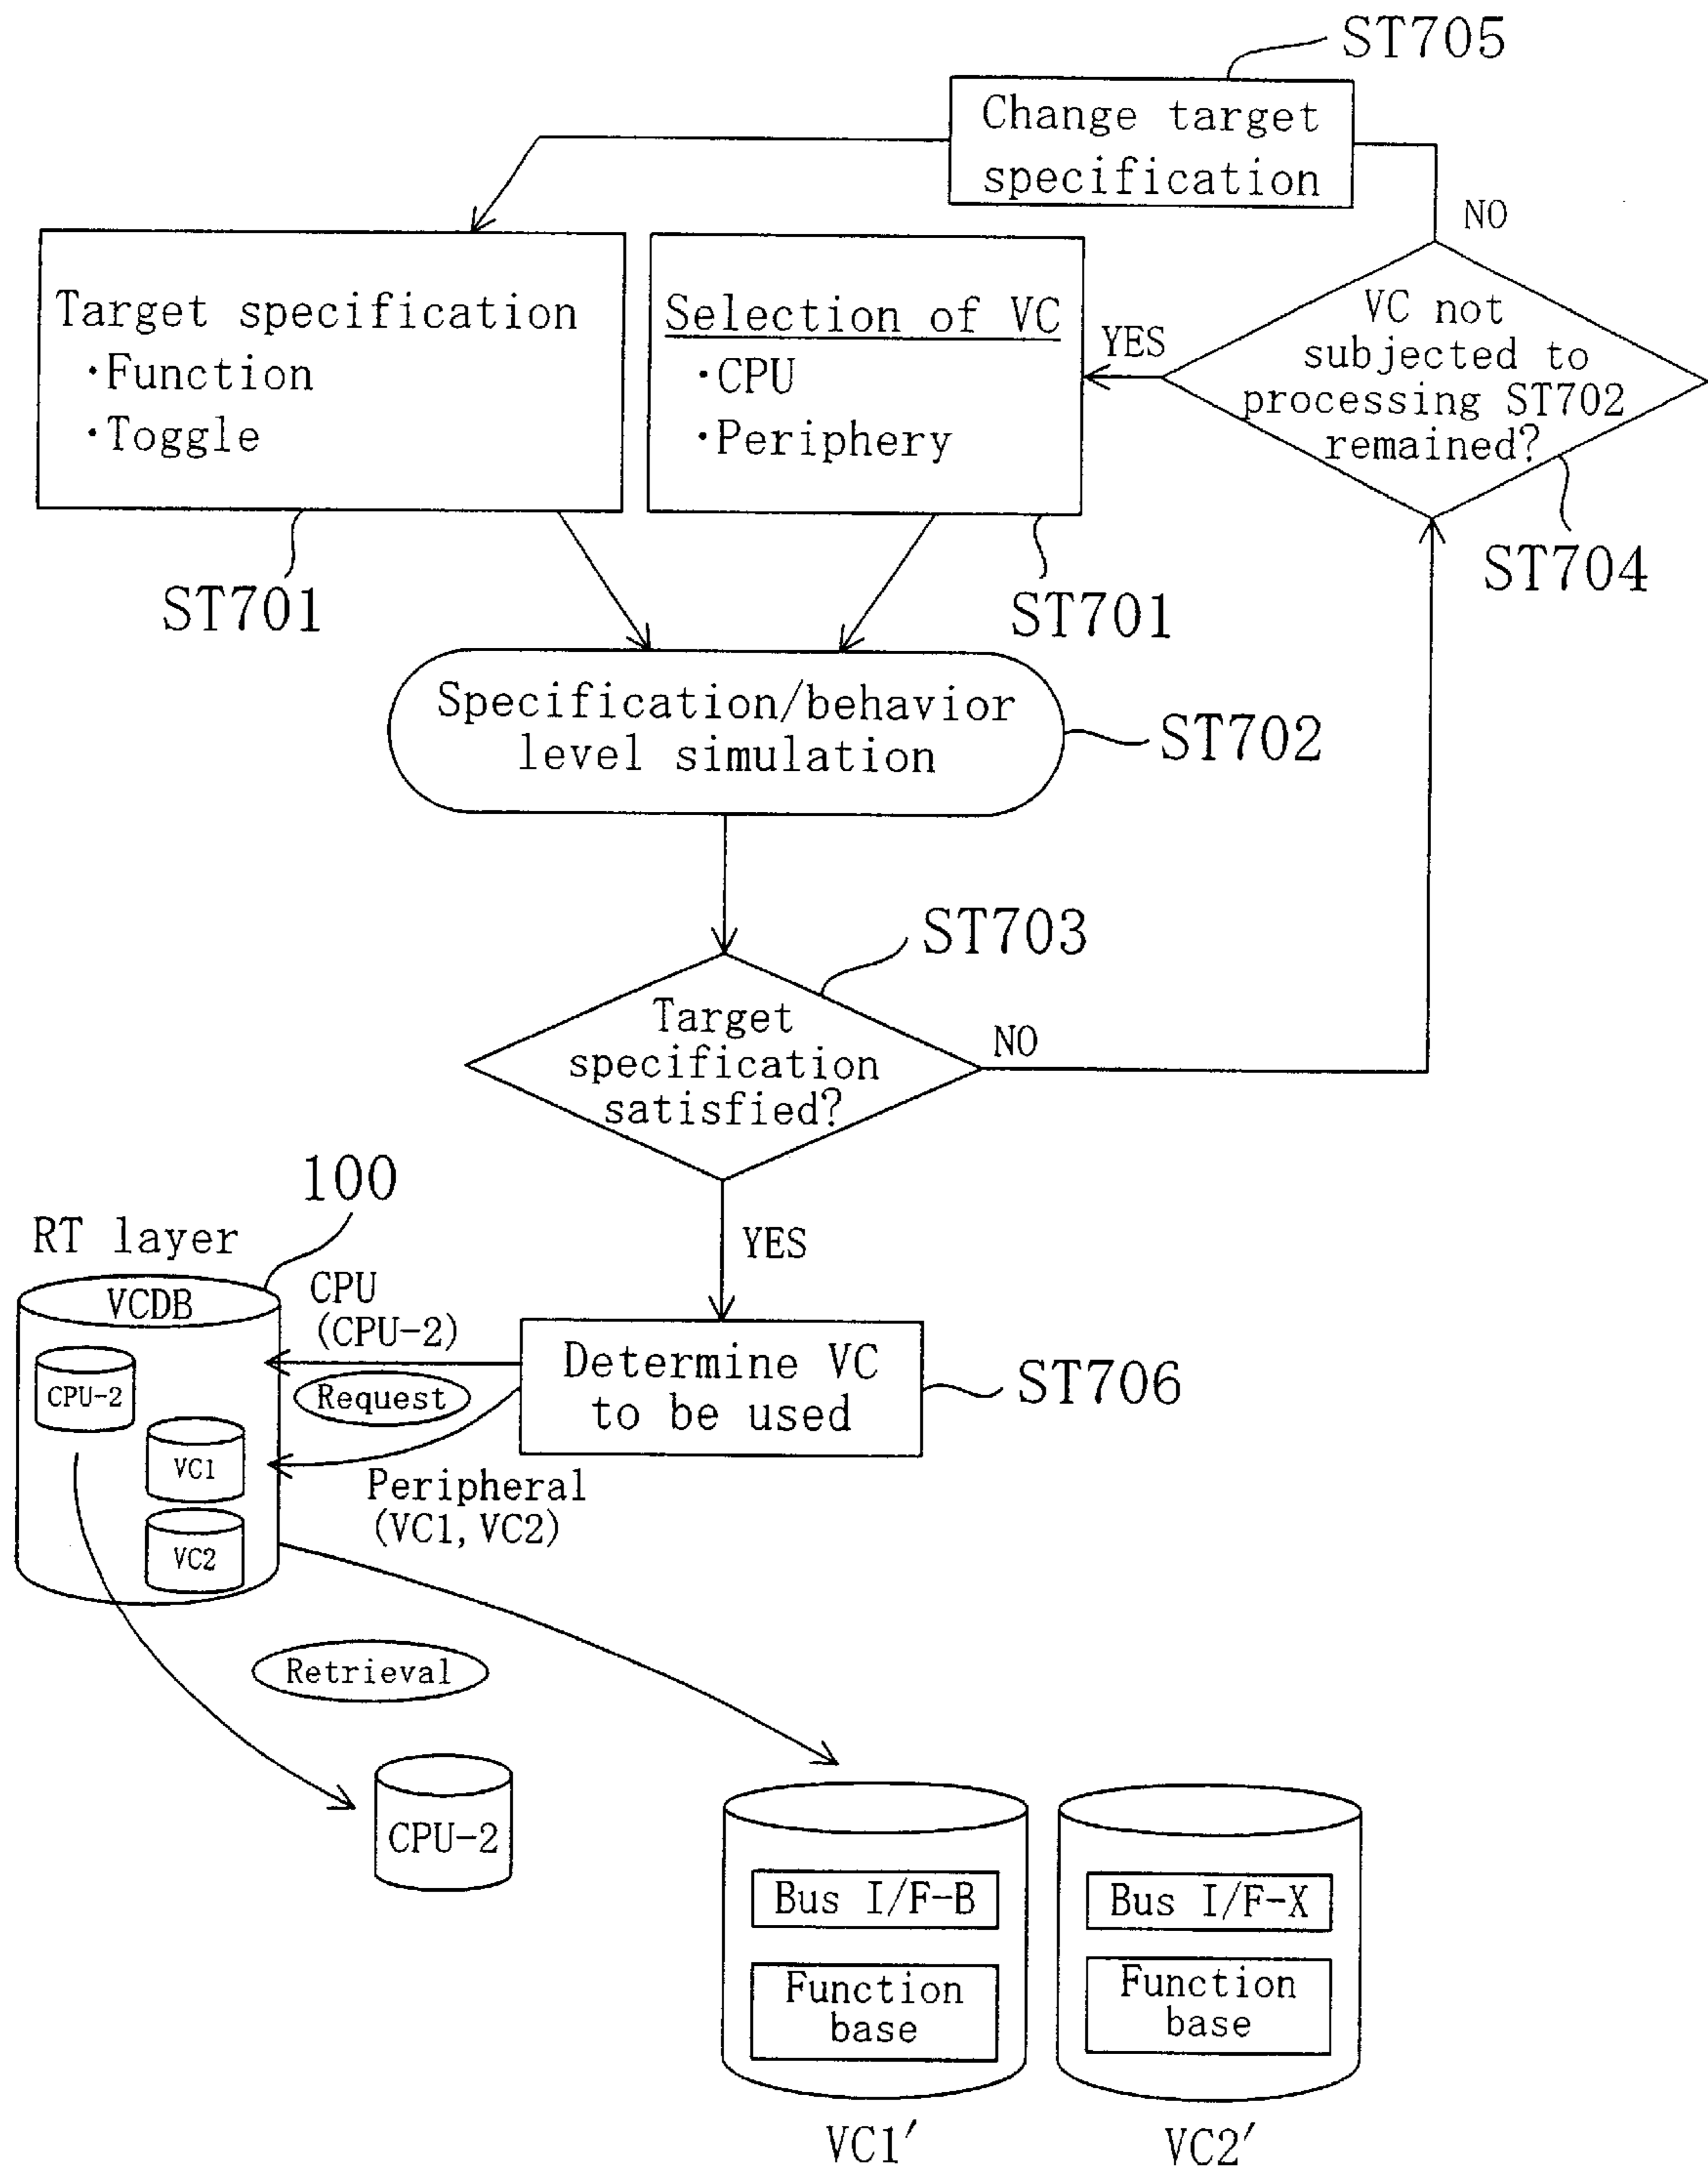 ST705
Change target
specification
NO
Target specification
・Function
・Toggle
Selection of VC
・CPU
・Periphery
YES
VC not
subjected to
processing ST702
remained?
ST701
ST701
ST704
Specification/behavior
level simulation
ST702
ST703
Target
specification
satisfied?
NO
YES
100
RT layer
VCDB
CPU-2
VC1
VC2
CPU
(CPU-2)
Request
Peripheral
(VC1, VC2)
Determine VC
to be used
ST706
Retrieval
CPU-2
Bus I/F-B
Function
base
VC1′
Bus I/F-X
Function
base
VC2′